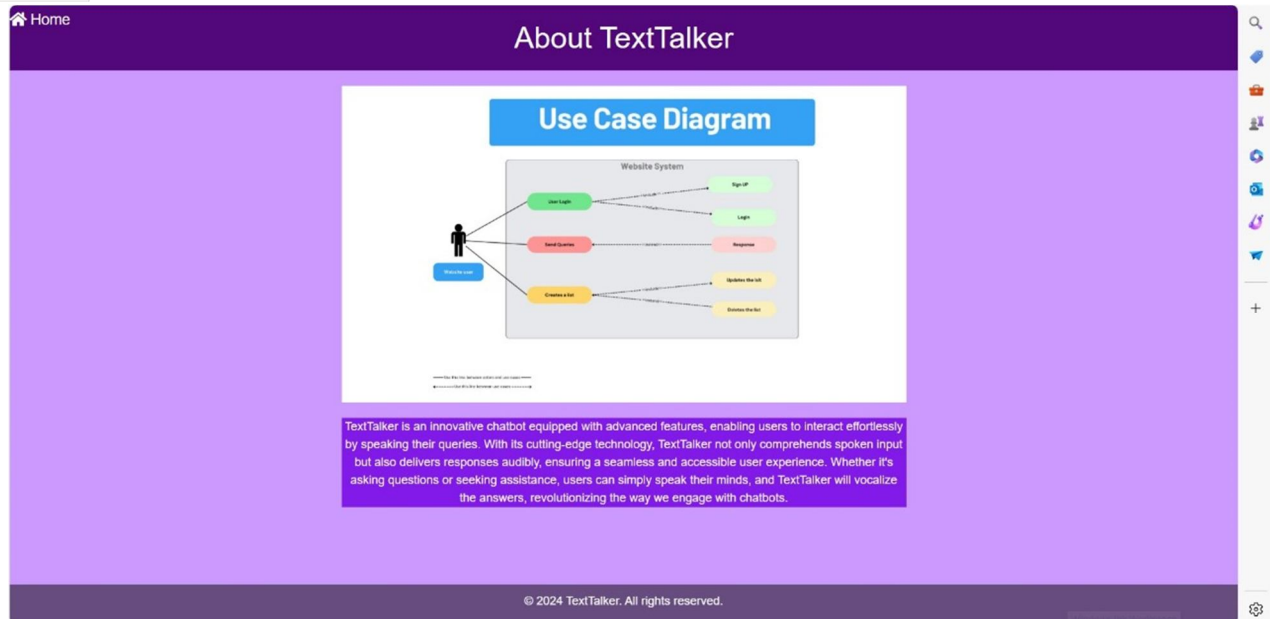 Home
About TextTalker
Use Case Diagram
Website System
User Login
Sign UP
Login
Send Queries
Response
Website user
Creates a list
Updates the list
Deletes the list
TextTalker is an innovative chatbot equipped with advanced features, enabling users to interact effortlessly
by speaking their queries. With its cutting-edge technology, TextTalker not only comprehends spoken input
but also delivers responses audibly, ensuring a seamless and accessible user experience. Whether it's
asking questions or seeking assistance, users can simply speak their minds, and TextTalker will vocalize
the answers, revolutionizing the way we engage with chatbots.
© 2024 TextTalker. All rights reserved.